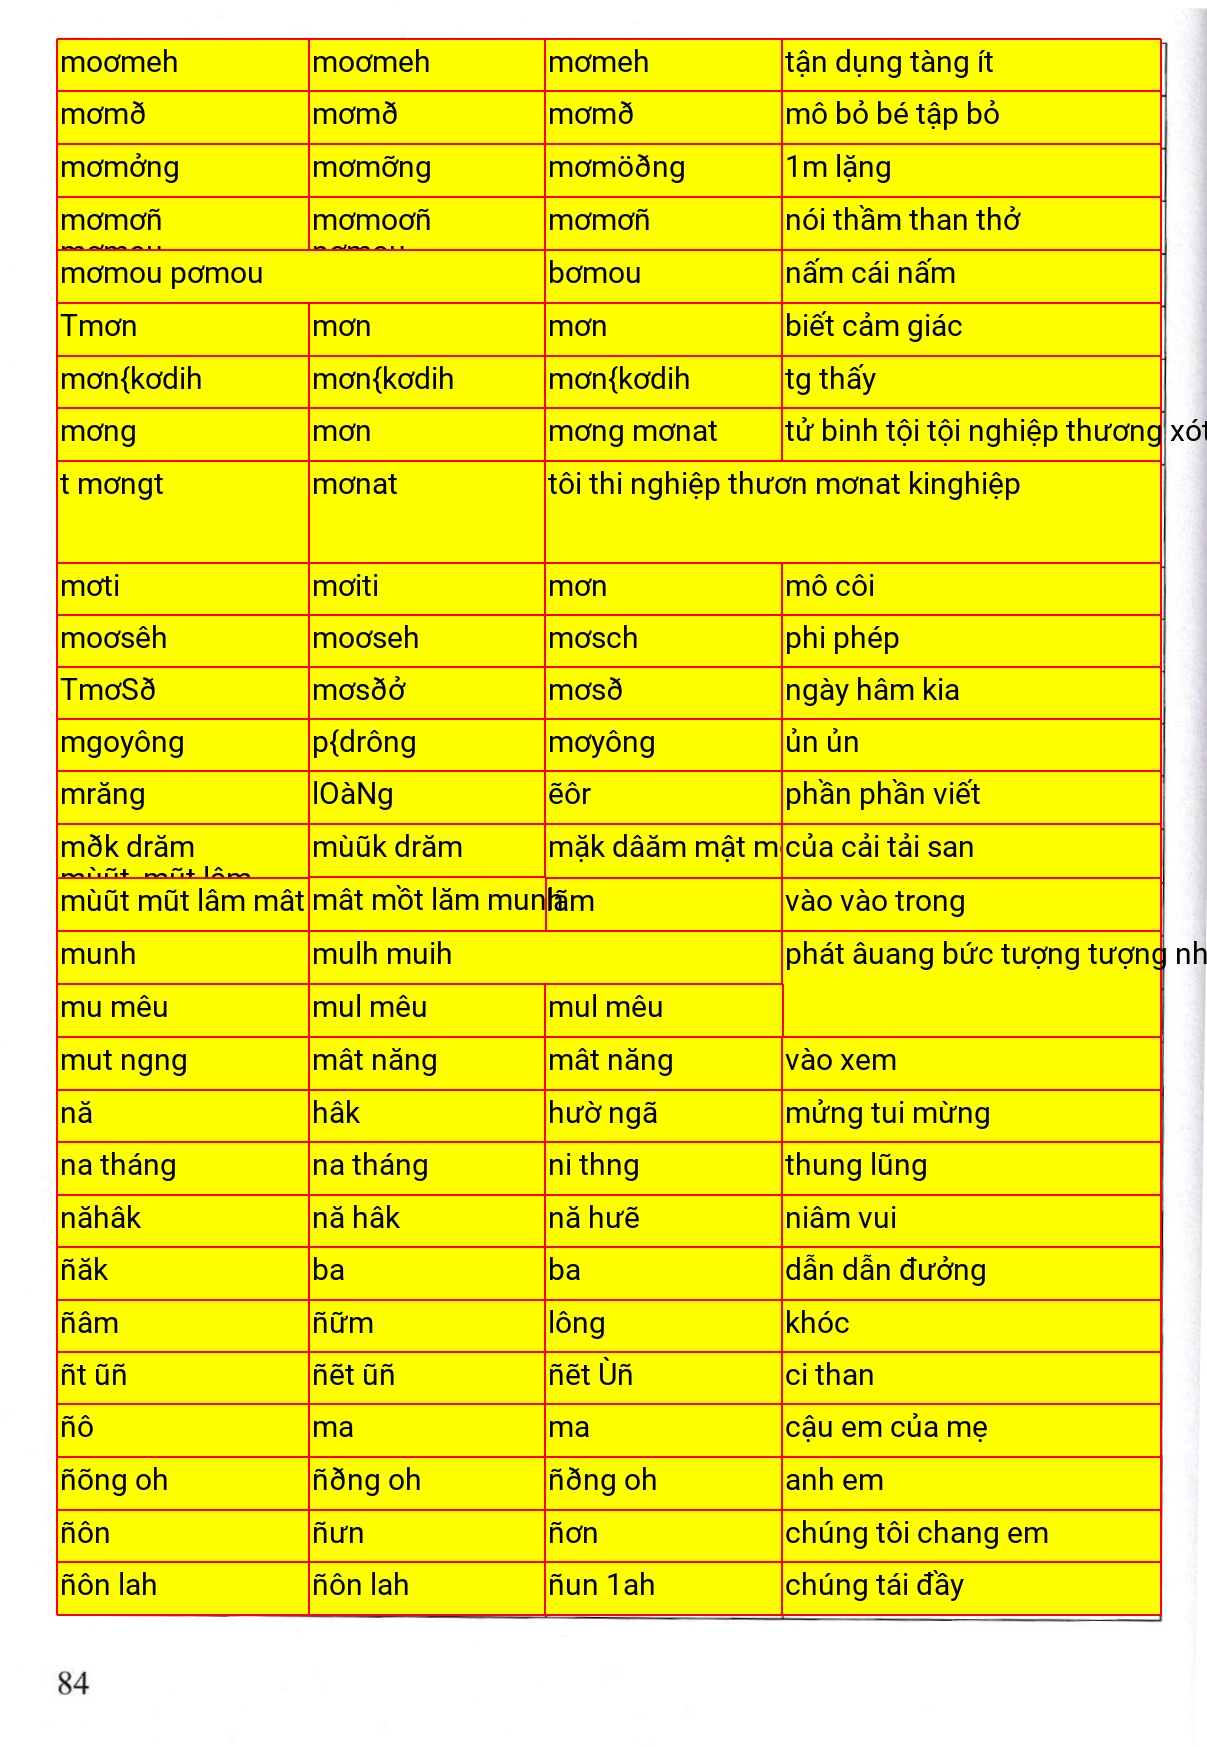 moơmeh moơmeh mơmeh tận dụng tàng ít
mơmð mơmð mơmð mô bỏ bé tập bỏ
mơmởng mơmỡng mơmöðng 1m lặng
mơmơñ mơmoơñ mơmơñ nói thầm than thở
mơmou pơmou bơmou nấm cái nấm
Tmơn mơn mơn biết cảm giác
mơn{kơdih mơn{kơdih mơn{kơdih tg thấy
mơng mơn mơng mơnat tử binh tội tội nghiệp thương xót
t mơngt mơnat tôi thi nghiệp thươn mơnat kinghiệp
mơti mơiti mơn mô côi
moơsêh moơseh mơsch phi phép
TmơSð mơsðở mơsð ngày hâm kia
mgoyông p{drông mơyông ủn ủn
mrăng lOàNg ẽôr phần phần viết
mðk drăm mùũk drăm mặk dâăm mật của cải tải san
mùũt mũt lâm mât mât mồt lăm munh lãm vào vào trong
munh mulh muih phát âuang bức tượng tượng nh
mu mêu mul mêu mul mêu
mut ngng mât năng mât năng vào xem
nă hâk hườ ngã mửng tui mừng
na tháng na tháng ni thng thung lũng
năhâk nă hâk nă hưẽ niâm vui
ñăk ba ba dẫn dẫn đưởng
ñâm ñữm lông khóc
ñt ũñ ñẽt ũñ ñẽt Ùñ ci than
ñô ma ma cậu em của mẹ
ñõng oh ñðng oh ñðng oh anh em
ñôn ñưn ñơn chúng tôi chang em
ñôn lah ñôn lah ñun 1ah chúng tái đầy
84